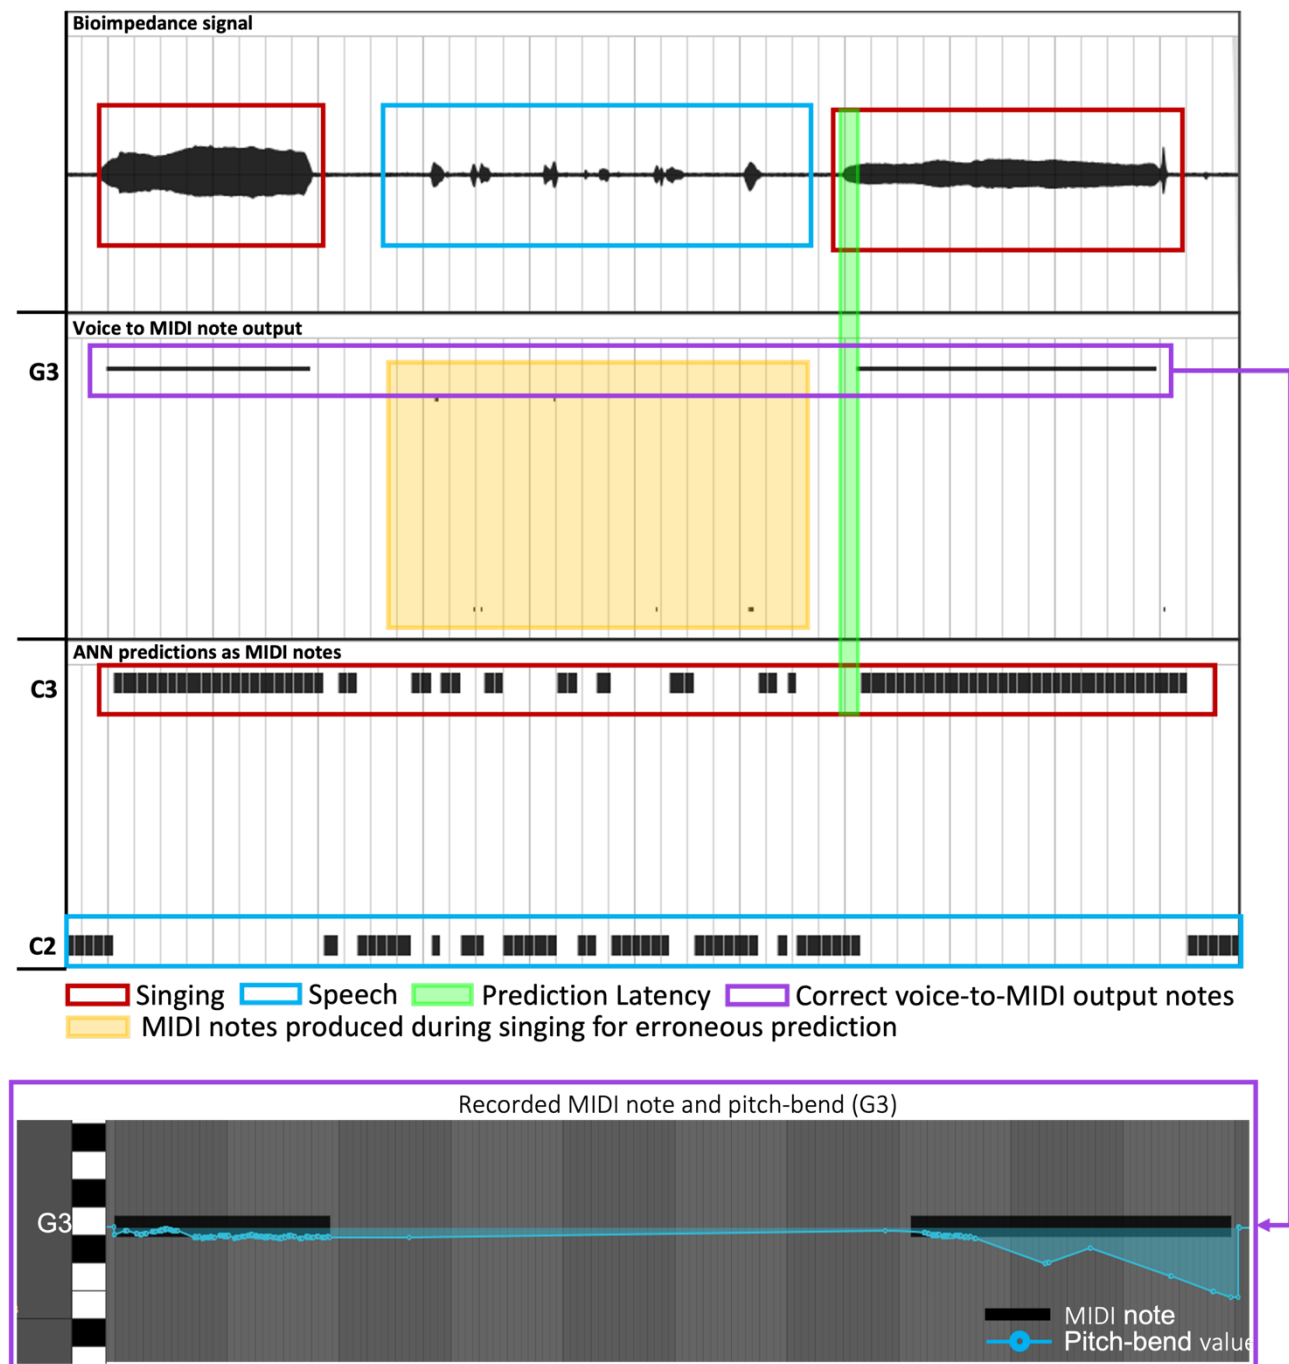 Bioimpedance signal
Voice to MIDI note output
G3
ANN predictions as MIDI notes
C3
C2
Singing Speech Prediction Latency Correct voice-to-MIDI output notes
MIDI notes produced during singing for erroneous prediction
Recorded MIDI note and pitch-bend (G3)
G3
MIDI note
Pitch-bend value